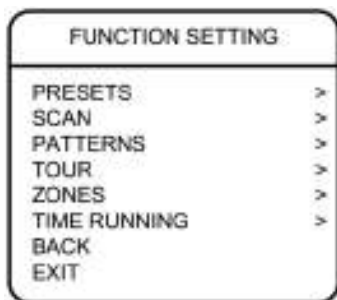 FUNCTION SETTING
PRESETS >
SCAN >
PATTERNS >
TOUR >
ZONES >
TIME RUNNING >
BACK
EXIT